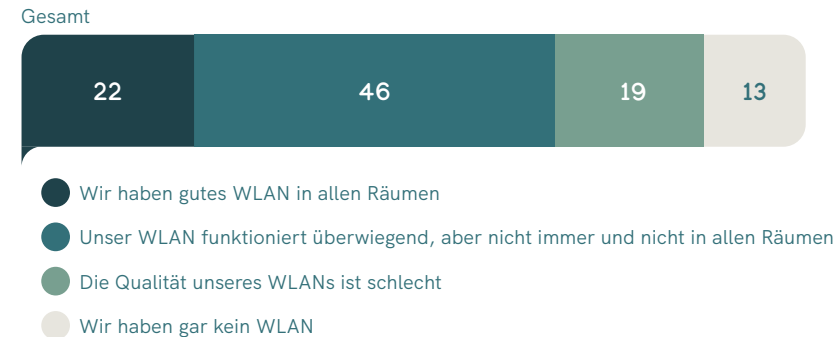 Gesamt
22 46 19 13
Wir haben gutes WLAN in allen Räumen
Unser WLAN funktioniert überwiegend, aber nicht immer und nicht in allen Räumen
Die Qualität unseres WLANs ist schlecht
Wir haben gar kein WLAN